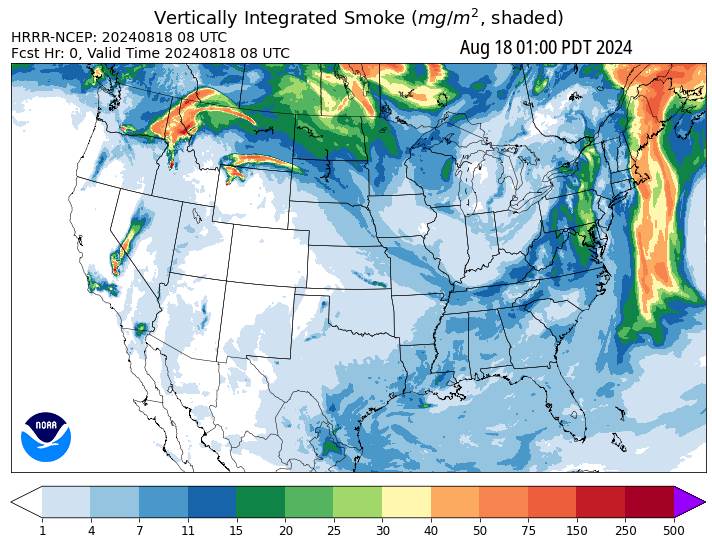 Vertically Integrated Smoke (mg/m², shaded)
HRRR-NCEP: 20240818 08 UTC
Fcst Hr: 0, Valid Time 20240818 08 UTC
Aug 18 01:00 PDT 2024
NOAA
1 4 7 11 15 20 25 30 40 50 75 150 250 500